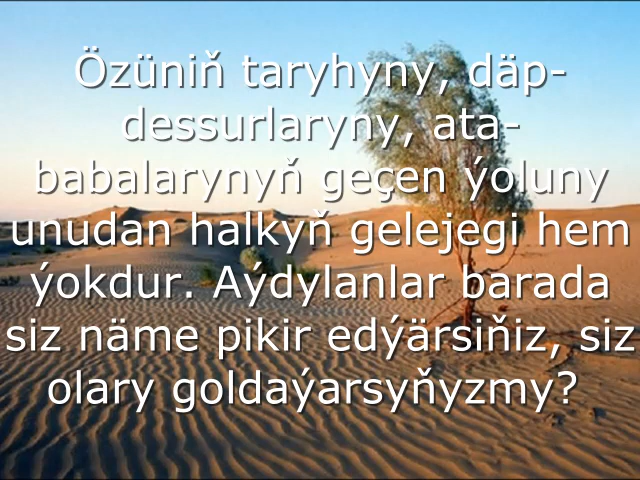 Özüniň taryhyny, däp-
dessurlaryny, ata-
babalarynyň geçen ýoluny
unudan halkyň gelejegi hem
ýokdur. Aýdylanlar barada
siz näme pikir edýärsiňiz, siz
olary goldaýarsyňyzmy?